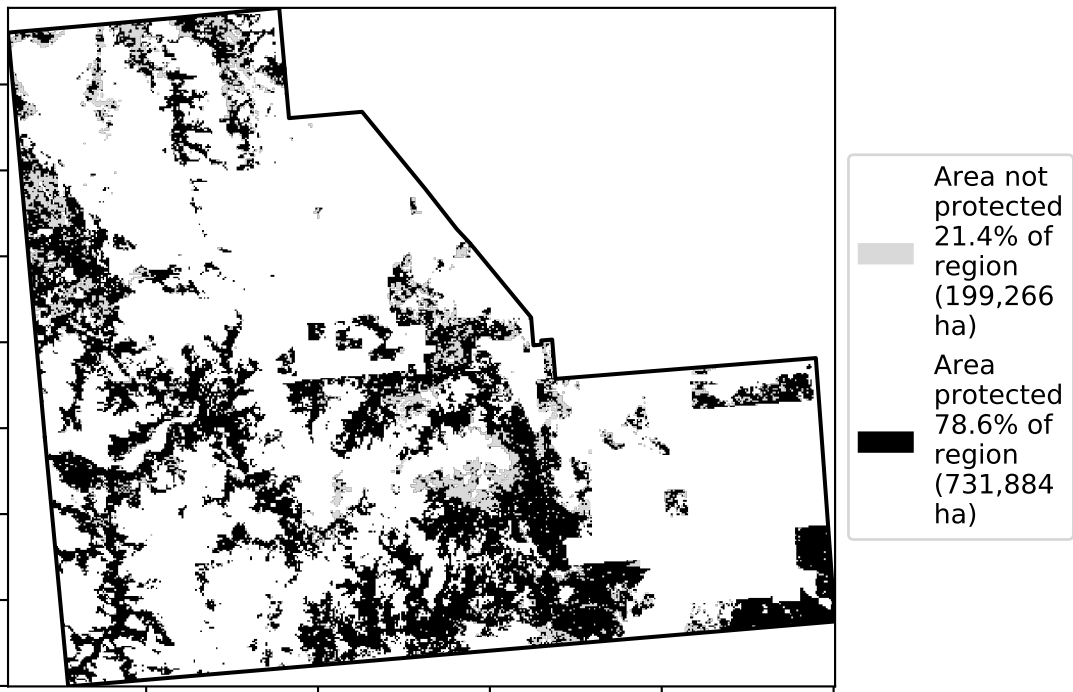 Area not
protected
21.4% of
region
(199,266
ha)
Area
protected
78.6% of
region
(731,884
ha)